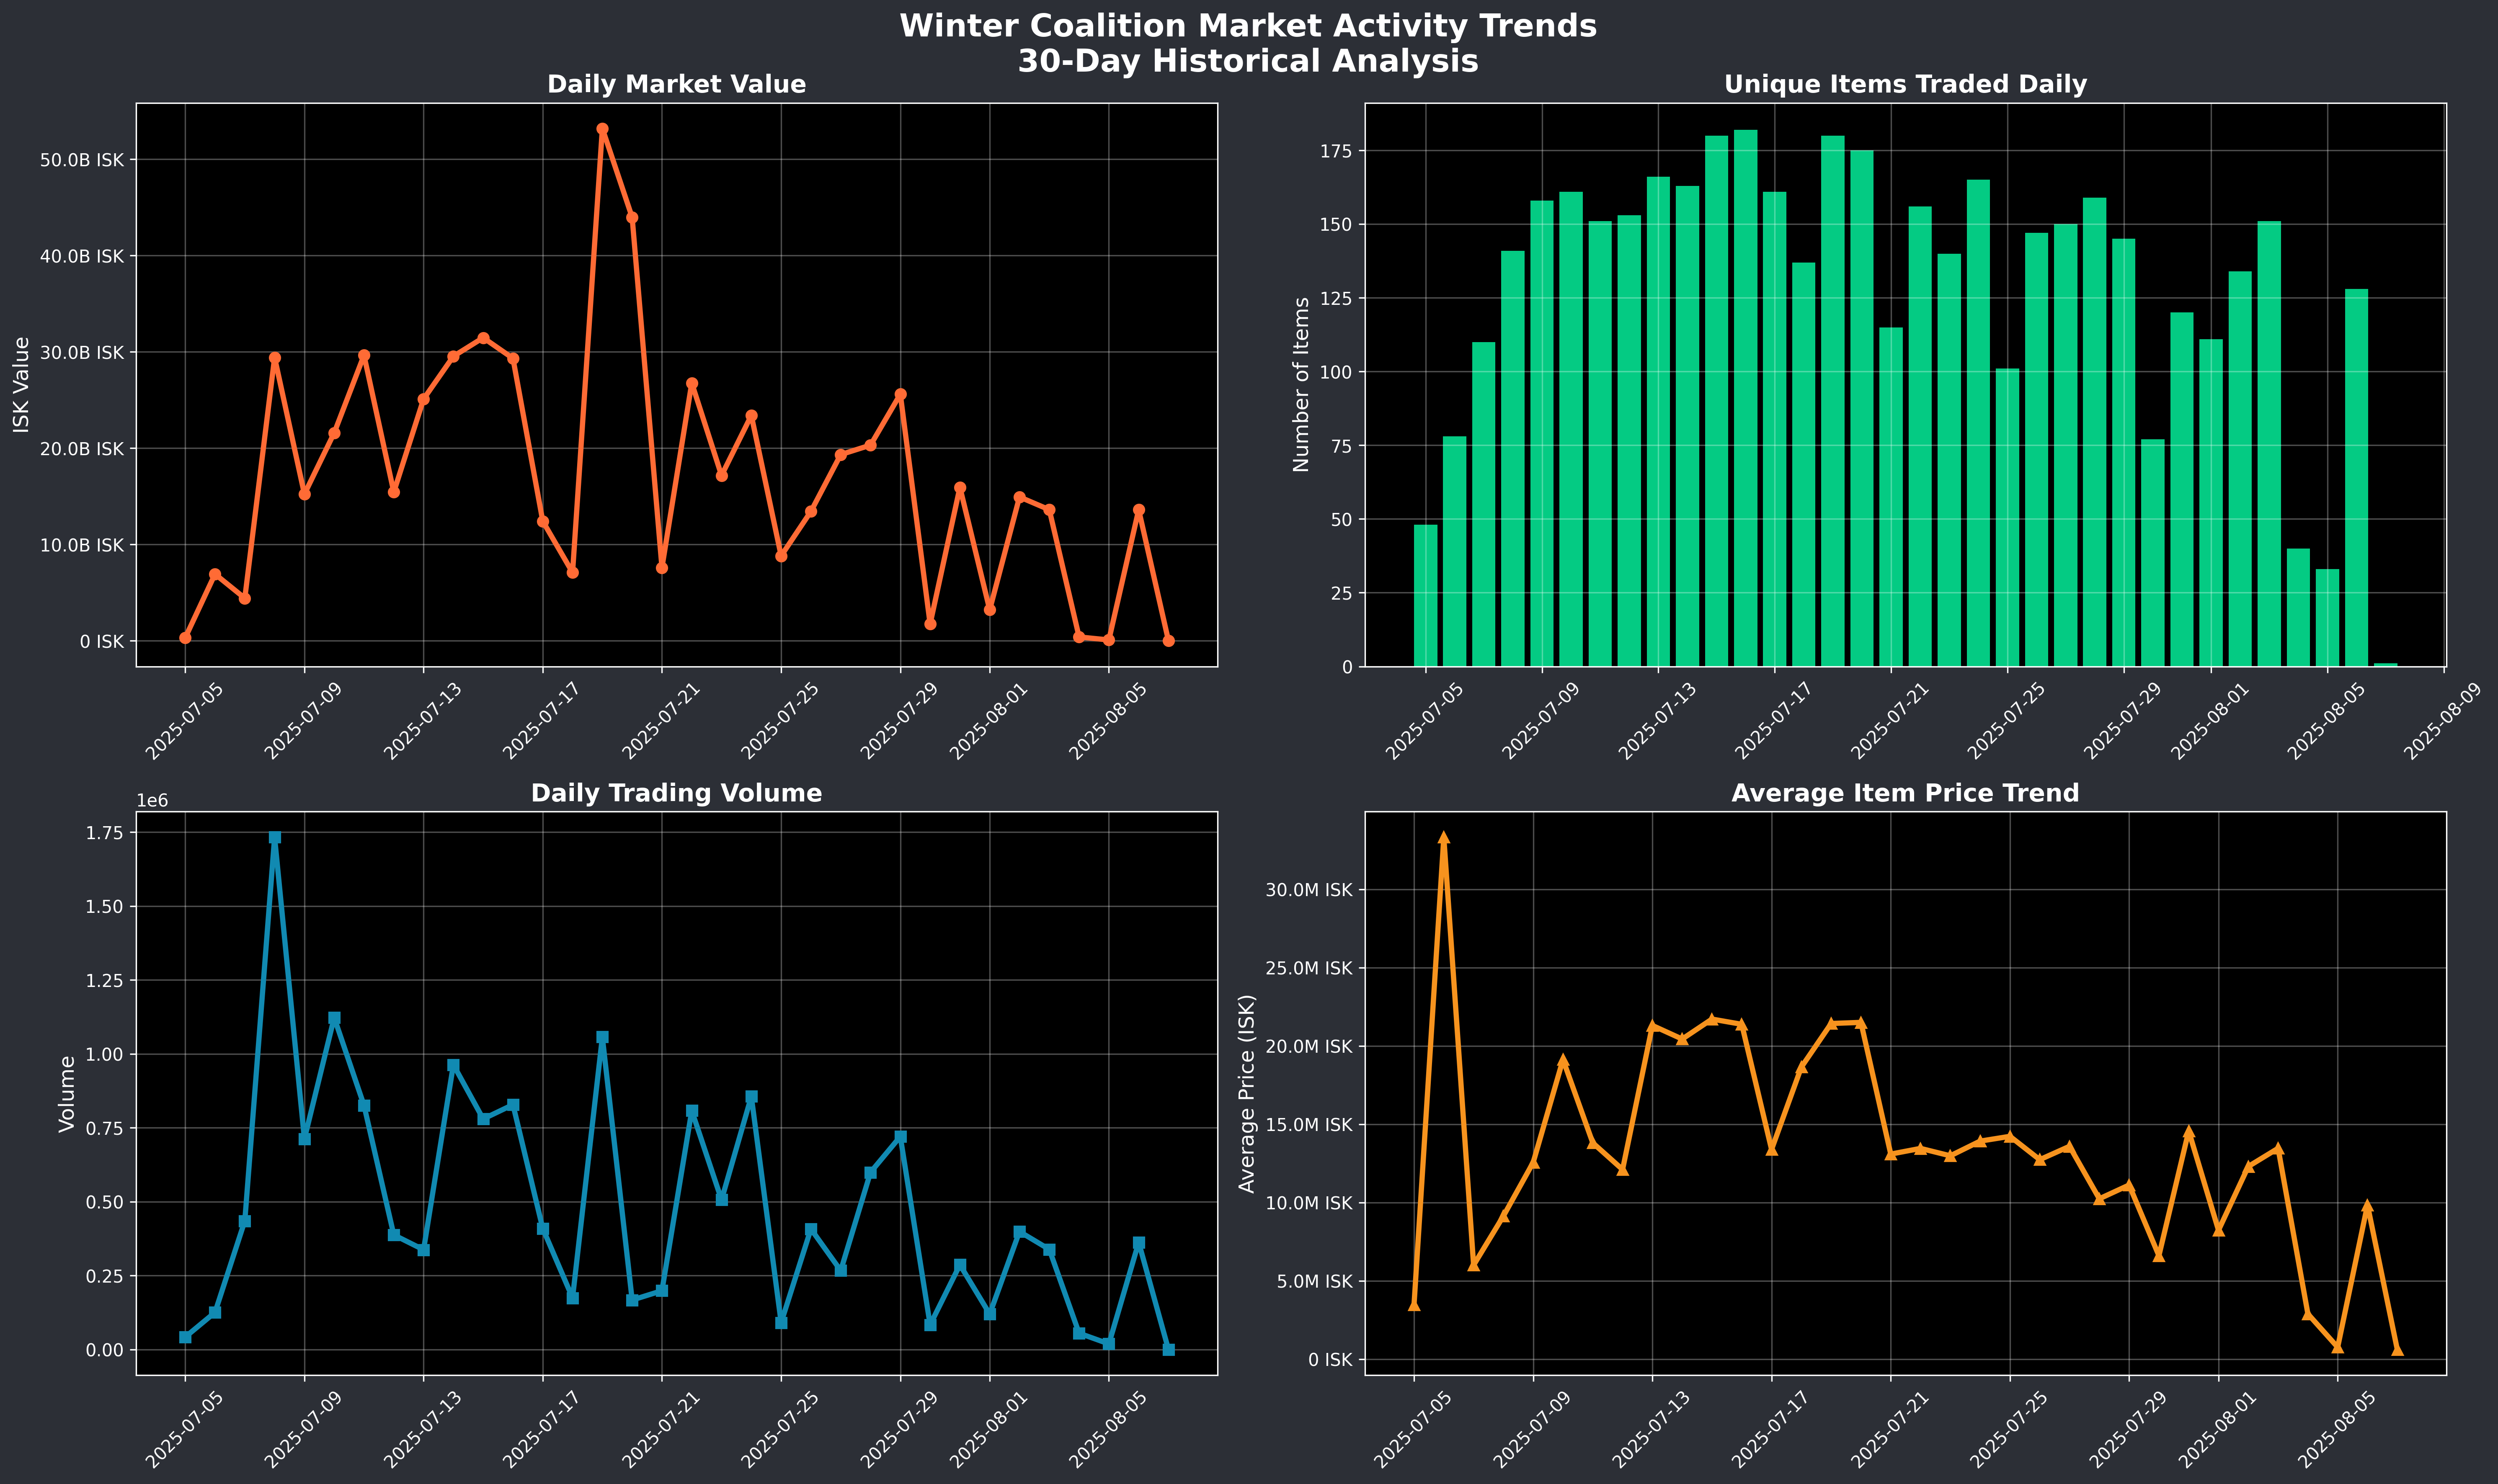 Winter Coalition Market Activity Trends
30-Day Historical Analysis
Daily Market Value
ISK Value
50.0B ISK
40.0B ISK
30.0B ISK
20.0B ISK
10.0B ISK
0 ISK
2025-07-05
2025-07-09
2025-07-13
2025-07-17
2025-07-21
2025-07-25
2025-07-29
2025-08-01
2025-08-05
Unique Items Traded Daily
Number of Items
175
150
125
100
75
50
25
0
2025-07-05
2025-07-09
2025-07-13
2025-07-17
2025-07-21
2025-07-25
2025-07-29
2025-08-01
2025-08-05
2025-08-09
Daily Trading Volume
1e6
Volume
1.75
1.50
1.25
1.00
0.75
0.50
0.25
0.00
2025-07-05
2025-07-09
2025-07-13
2025-07-17
2025-07-21
2025-07-25
2025-07-29
2025-08-01
2025-08-05
Average Item Price Trend
Average Price (ISK)
30.0M ISK
25.0M ISK
20.0M ISK
15.0M ISK
10.0M ISK
5.0M ISK
0 ISK
2025-07-05
2025-07-09
2025-07-13
2025-07-17
2025-07-21
2025-07-25
2025-07-29
2025-08-01
2025-08-05